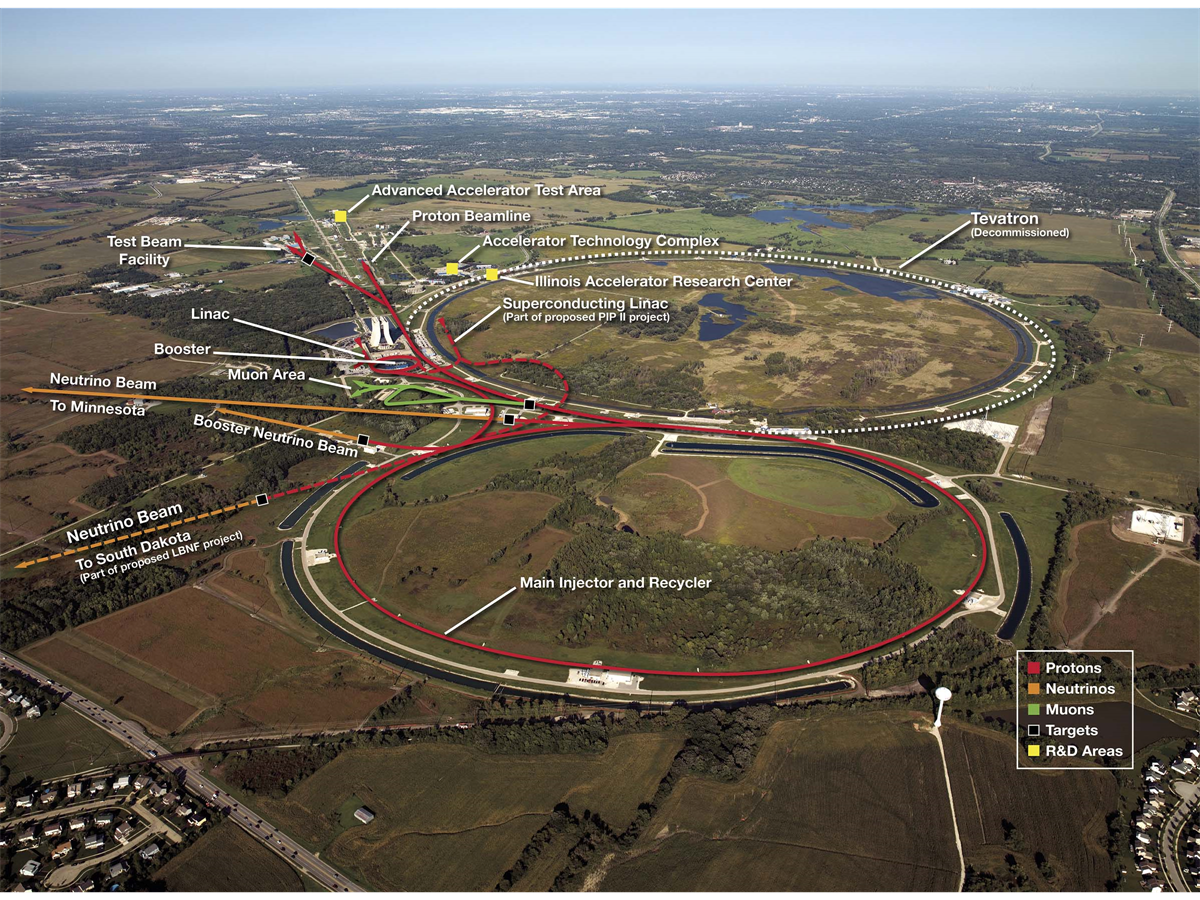 Advanced Accelerator Test Area
Proton Beamline
Tevatron
(Decommissioned)
Test Beam
Facility
Accelerator Technology Complex
Illinois Accelerator Research Center
Superconducting Linac
(Part of proposed PIP II project)
Linac
Booster
Muon Area
Neutrino Beam
To Minnesota
Booster Neutrino Beam
Neutrino Beam
To South Dakota
(Part of proposed LBNF project)
Main Injector and Recycler
Protons
Neutrinos
Muons
Targets
R&D Areas